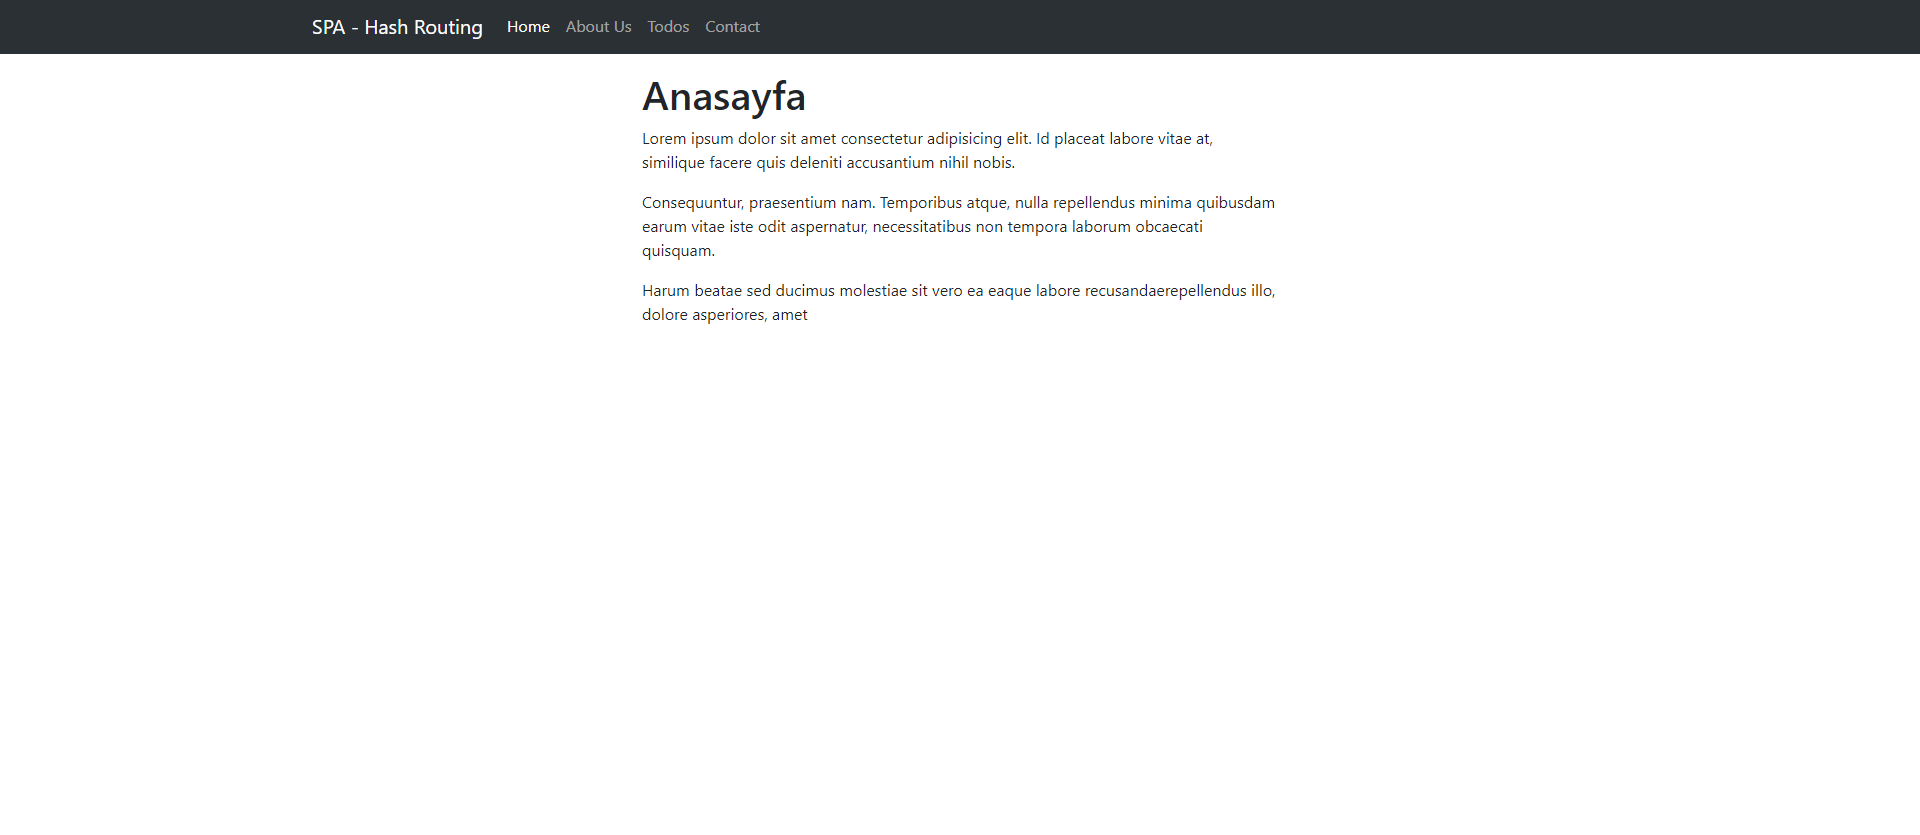 SPA - Hash Routing Home About Us Todos Contact
Anasayfa
Lorem ipsum dolor sit amet consectetur adipisicing elit. Id placeat labore vitae at,
similique facere quis deleniti accusantium nihil nobis.
Consequuntur, praesentium nam. Temporibus atque, nulla repellendus minima quibusdam
earum vitae iste odit aspernatur, necessitatibus non tempora laborum obcaecati
quisquam.
Harum beatae sed ducimus molestiae sit vero ea eaque labore recusandaerepellendus illo,
dolore asperiores, amet